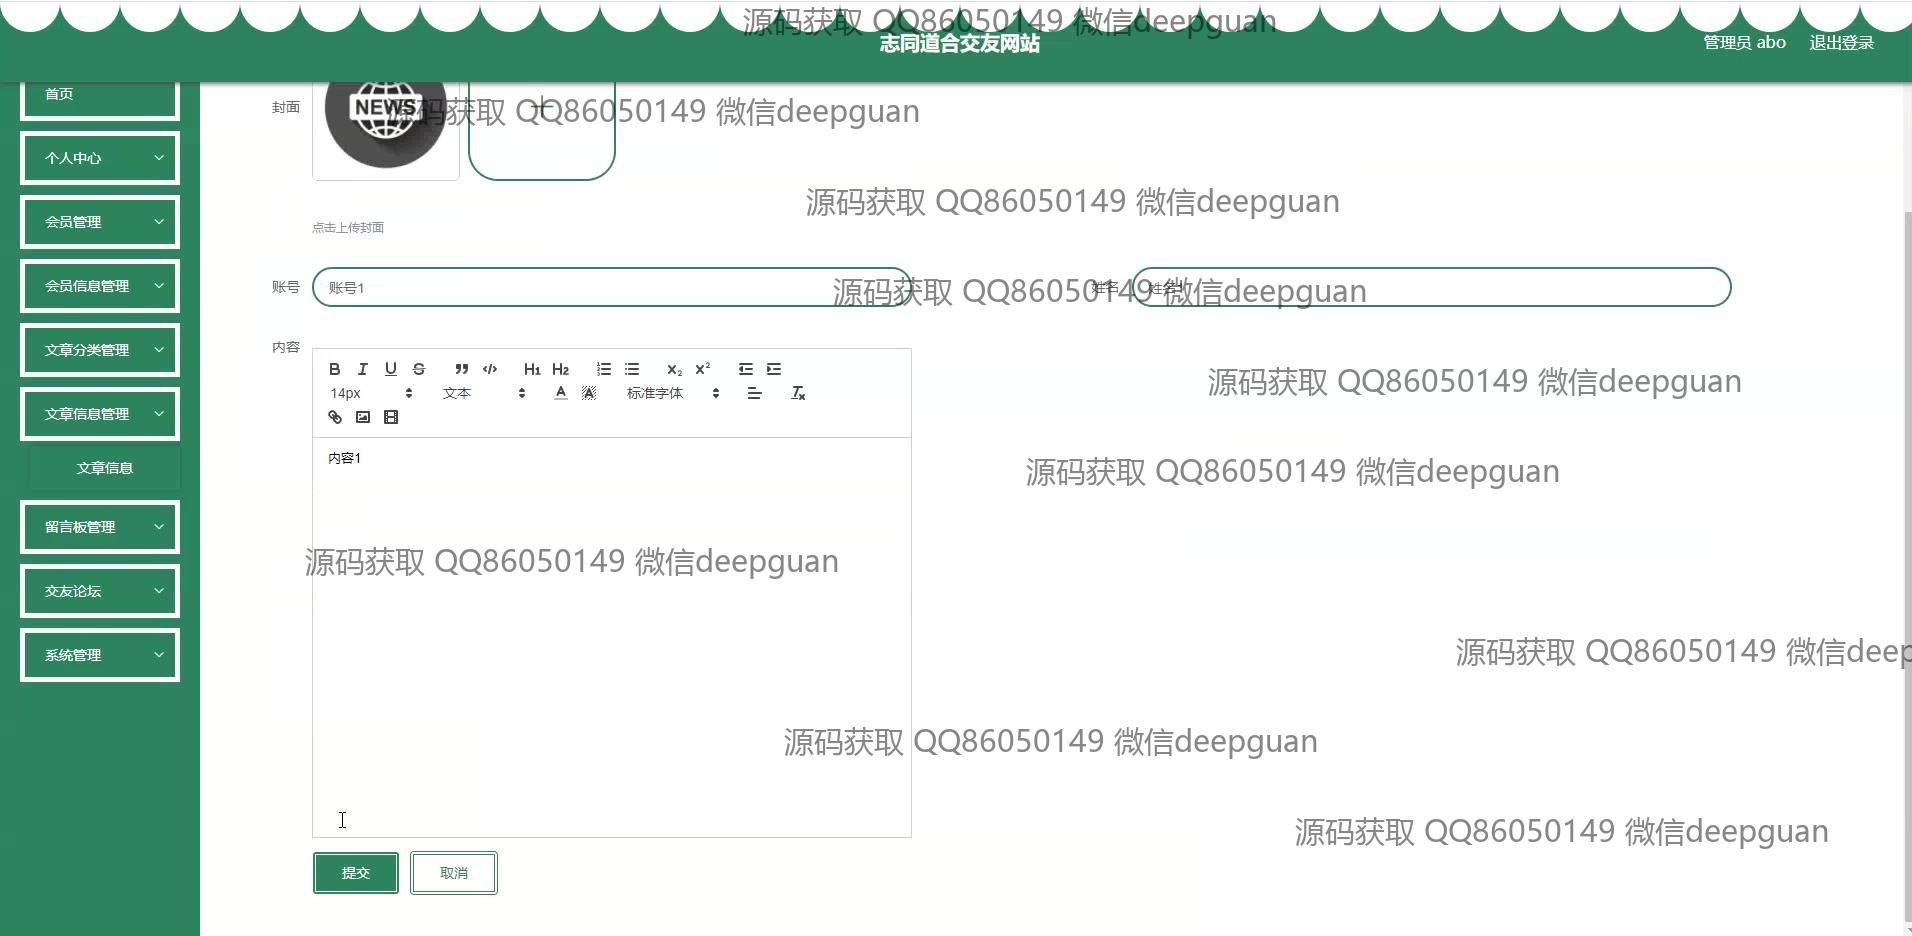 源码获取 QQ86050149 微信deepguan
志同道合交友网站
管理员 abo 退出登录
首页
封面
NEWS
源码获取 QQ86050149 微信deepguan
个人中心
源码获取 QQ86050149 微信deepguan
会员管理
点击上传封面
会员信息管理
账号 账号1
姓名
源码获取 QQ86050149 微信deepguan
文章分类管理
内容
B I U S H1 H2 x2 x2
14px 文本 A A 标准字体 Tx
源码获取 QQ86050149 微信deepguan
文章信息管理
文章信息
内容1
源码获取 QQ86050149 微信deepguan
留言板管理
源码获取 QQ86050149 微信deepguan
交友论坛
系统管理
源码获取 QQ86050149 微信deep
源码获取 QQ86050149 微信deepguan
源码获取 QQ86050149 微信deepguan
提交 取消